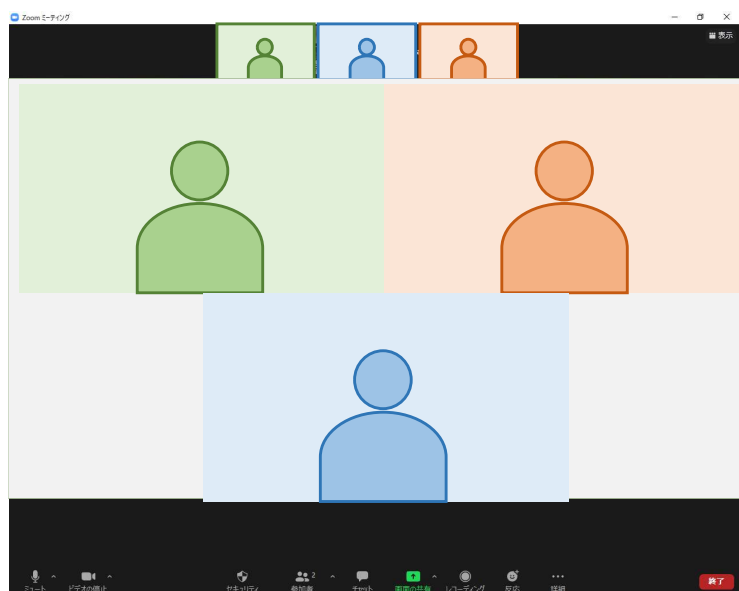 Zoom ミーティング
表示
ミュート
ビデオの停止
セキュリティ
2
参加者
チャット
画面の共有
レコーディング
反応
詳細
終了